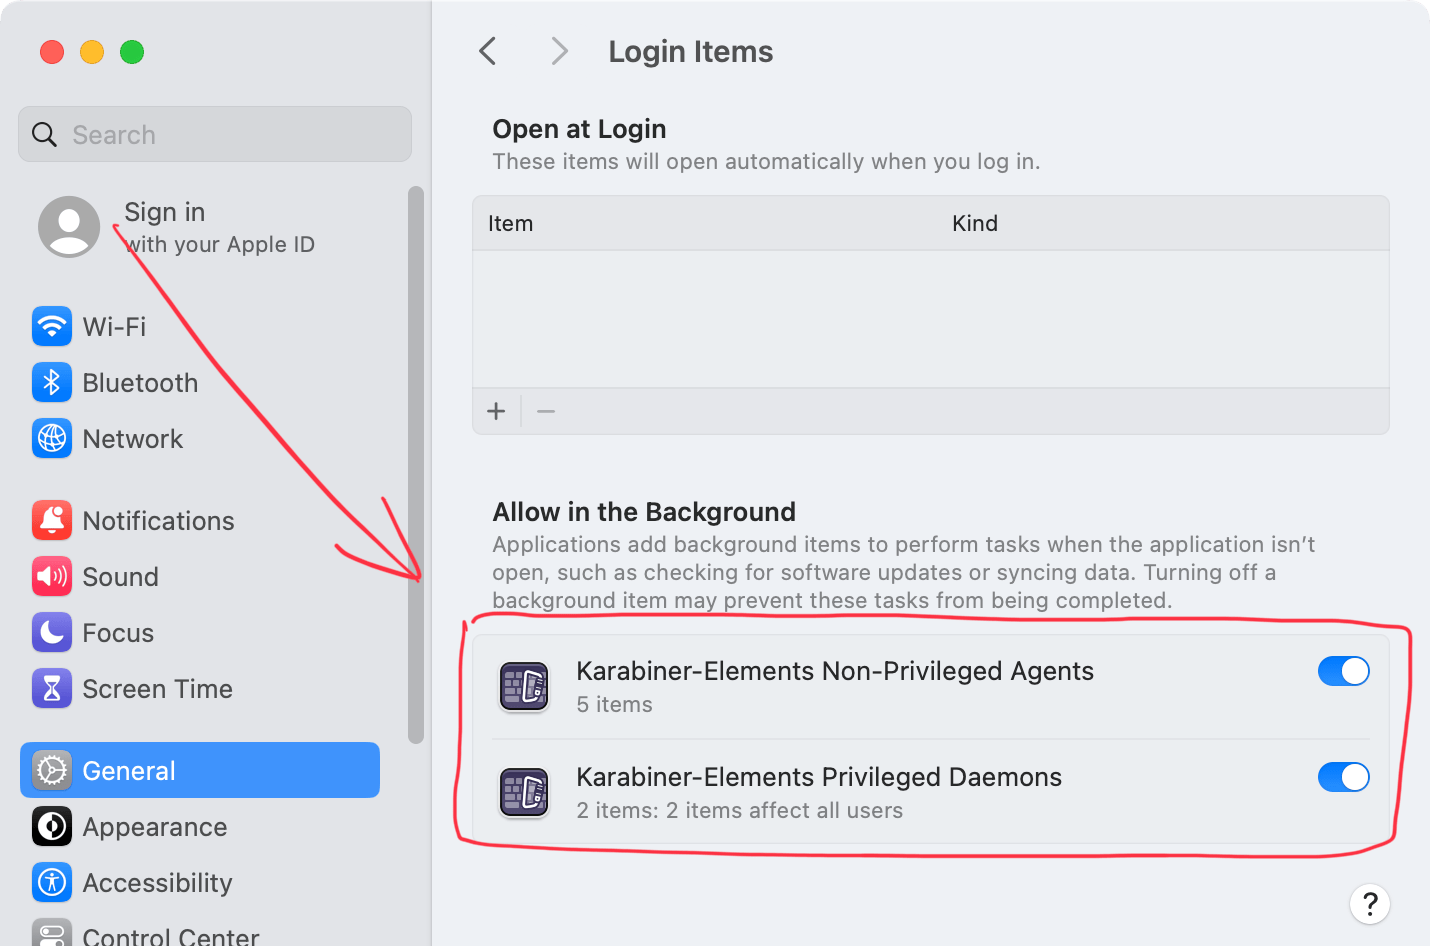 Search
Sign in
with your Apple ID
Wi-Fi
Bluetooth
Network
Notifications
Sound
Focus
Screen Time
General
Appearance
Accessibility
Control Center
Login Items
Open at Login
These items will open automatically when you log in.
Item Kind
Allow in the Background
Applications add background items to perform tasks when the application isn’t
open, such as checking for software updates or syncing data. Turning off a
background item may prevent these tasks from being completed.
Karabiner-Elements Non-Privileged Agents
5 items
Karabiner-Elements Privileged Daemons
2 items: 2 items affect all users
?